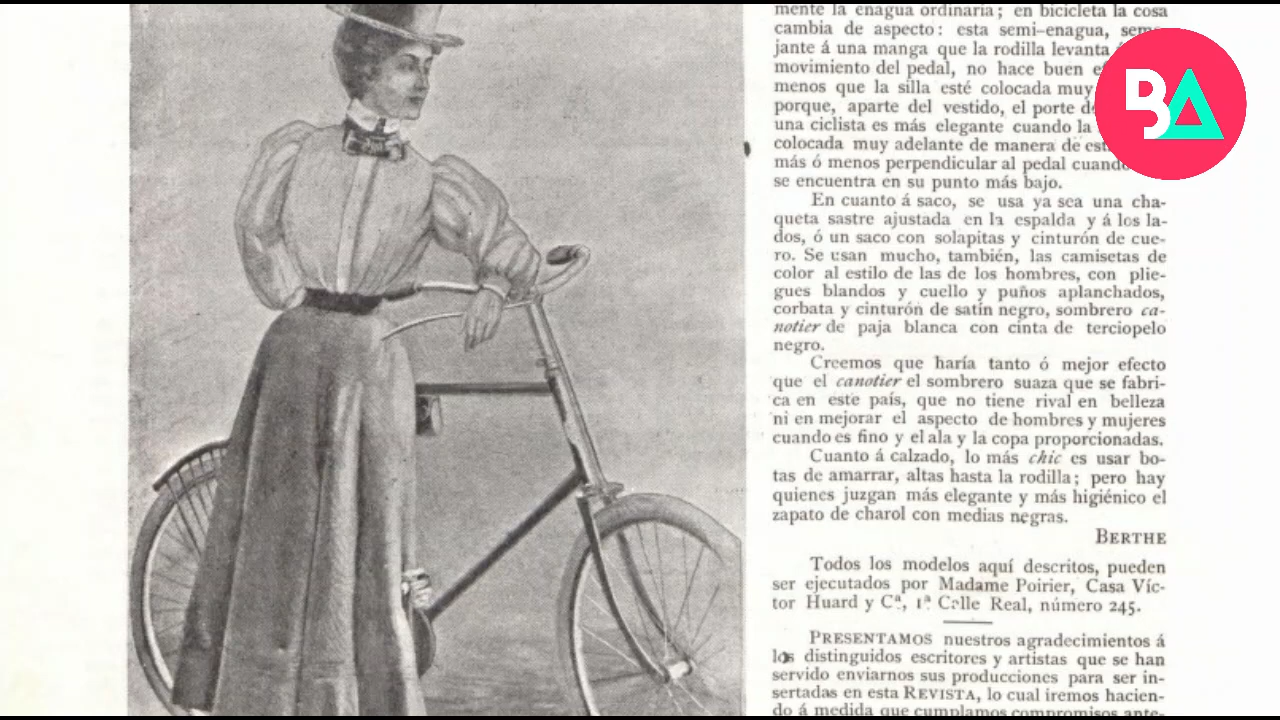 mente la enagua ordinaria; en bicicleta la cosa
cambia de aspecto: esta semi-enagua, seme-
jante á una manga que la rodilla levanta
movimiento del pedal, no hace buen
menos que la silla esté colocada muy
porque, aparte del vestido, el porte
una ciclista es más elegante cuando la
colocada muy adelante de manera de
más ó menos perpendicular al pedal
se encuentra en su punto más bajo.
En cuanto á saco, se usa ya sea una cha-
queta sastre ajustada en la espalda y á los la-
dos, ó un saco con solapitas y cinturón de cue-
ro. Se usan mucho, también, las camisetas de
color al estilo de las de los hombres, con plie-
gues blandos y cuello y puños aplanchados,
corbata y cinturón de satín negro, sombrero ca-
notier de paja blanca con cinta de terciopelo
negro.
Creemos que haría tanto ó mejor efecto
que el canotier el sombrero suaza que se fabri-
ca en este país, que no tiene rival en belleza
ni en mejorar el aspecto de hombres y mujeres
cuando es fino y el ala y la copa proporcionadas.
Cuanto á calzado, lo más chic es usar bo-
tas de amarrar, altas hasta la rodilla; pero hay
quienes juzgan más elegante y más higiénico el
zapato de charol con medias negras.
BERTHE
Todos los modelos aquí descritos, pueden
ser ejecutados por Madame Poirier, Casa Víc-
tor Huard y Cª, 1ª Calle Real, número 245.
PRESENTAMOS nuestros agradecimientos á
los distinguidos escritores y artistas que se han
servido enviarnos sus producciones para ser in-
sertadas en esta REVISTA, lo cual iremos hacien-
do á medida que cumplamos compromisos ante-
BA